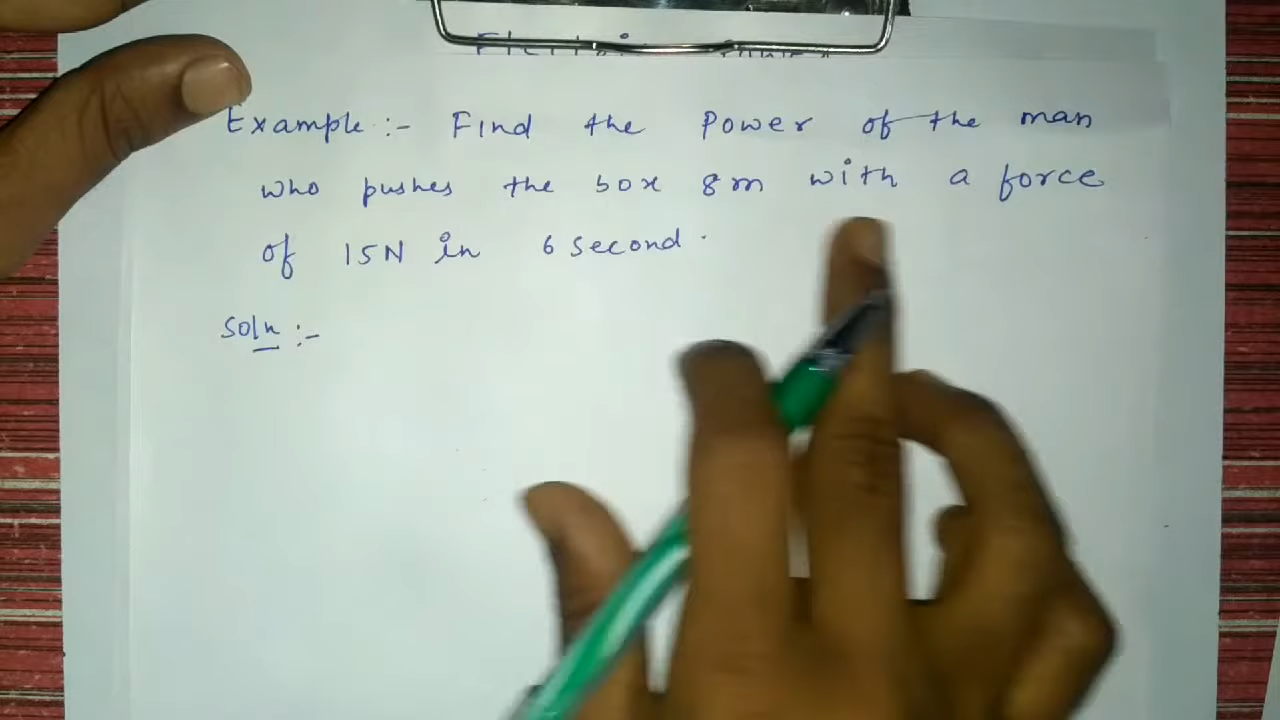 Example :- Find the Power of the man
who pushes the box 8m with a force
of 15N in 6 second.
Soln :-